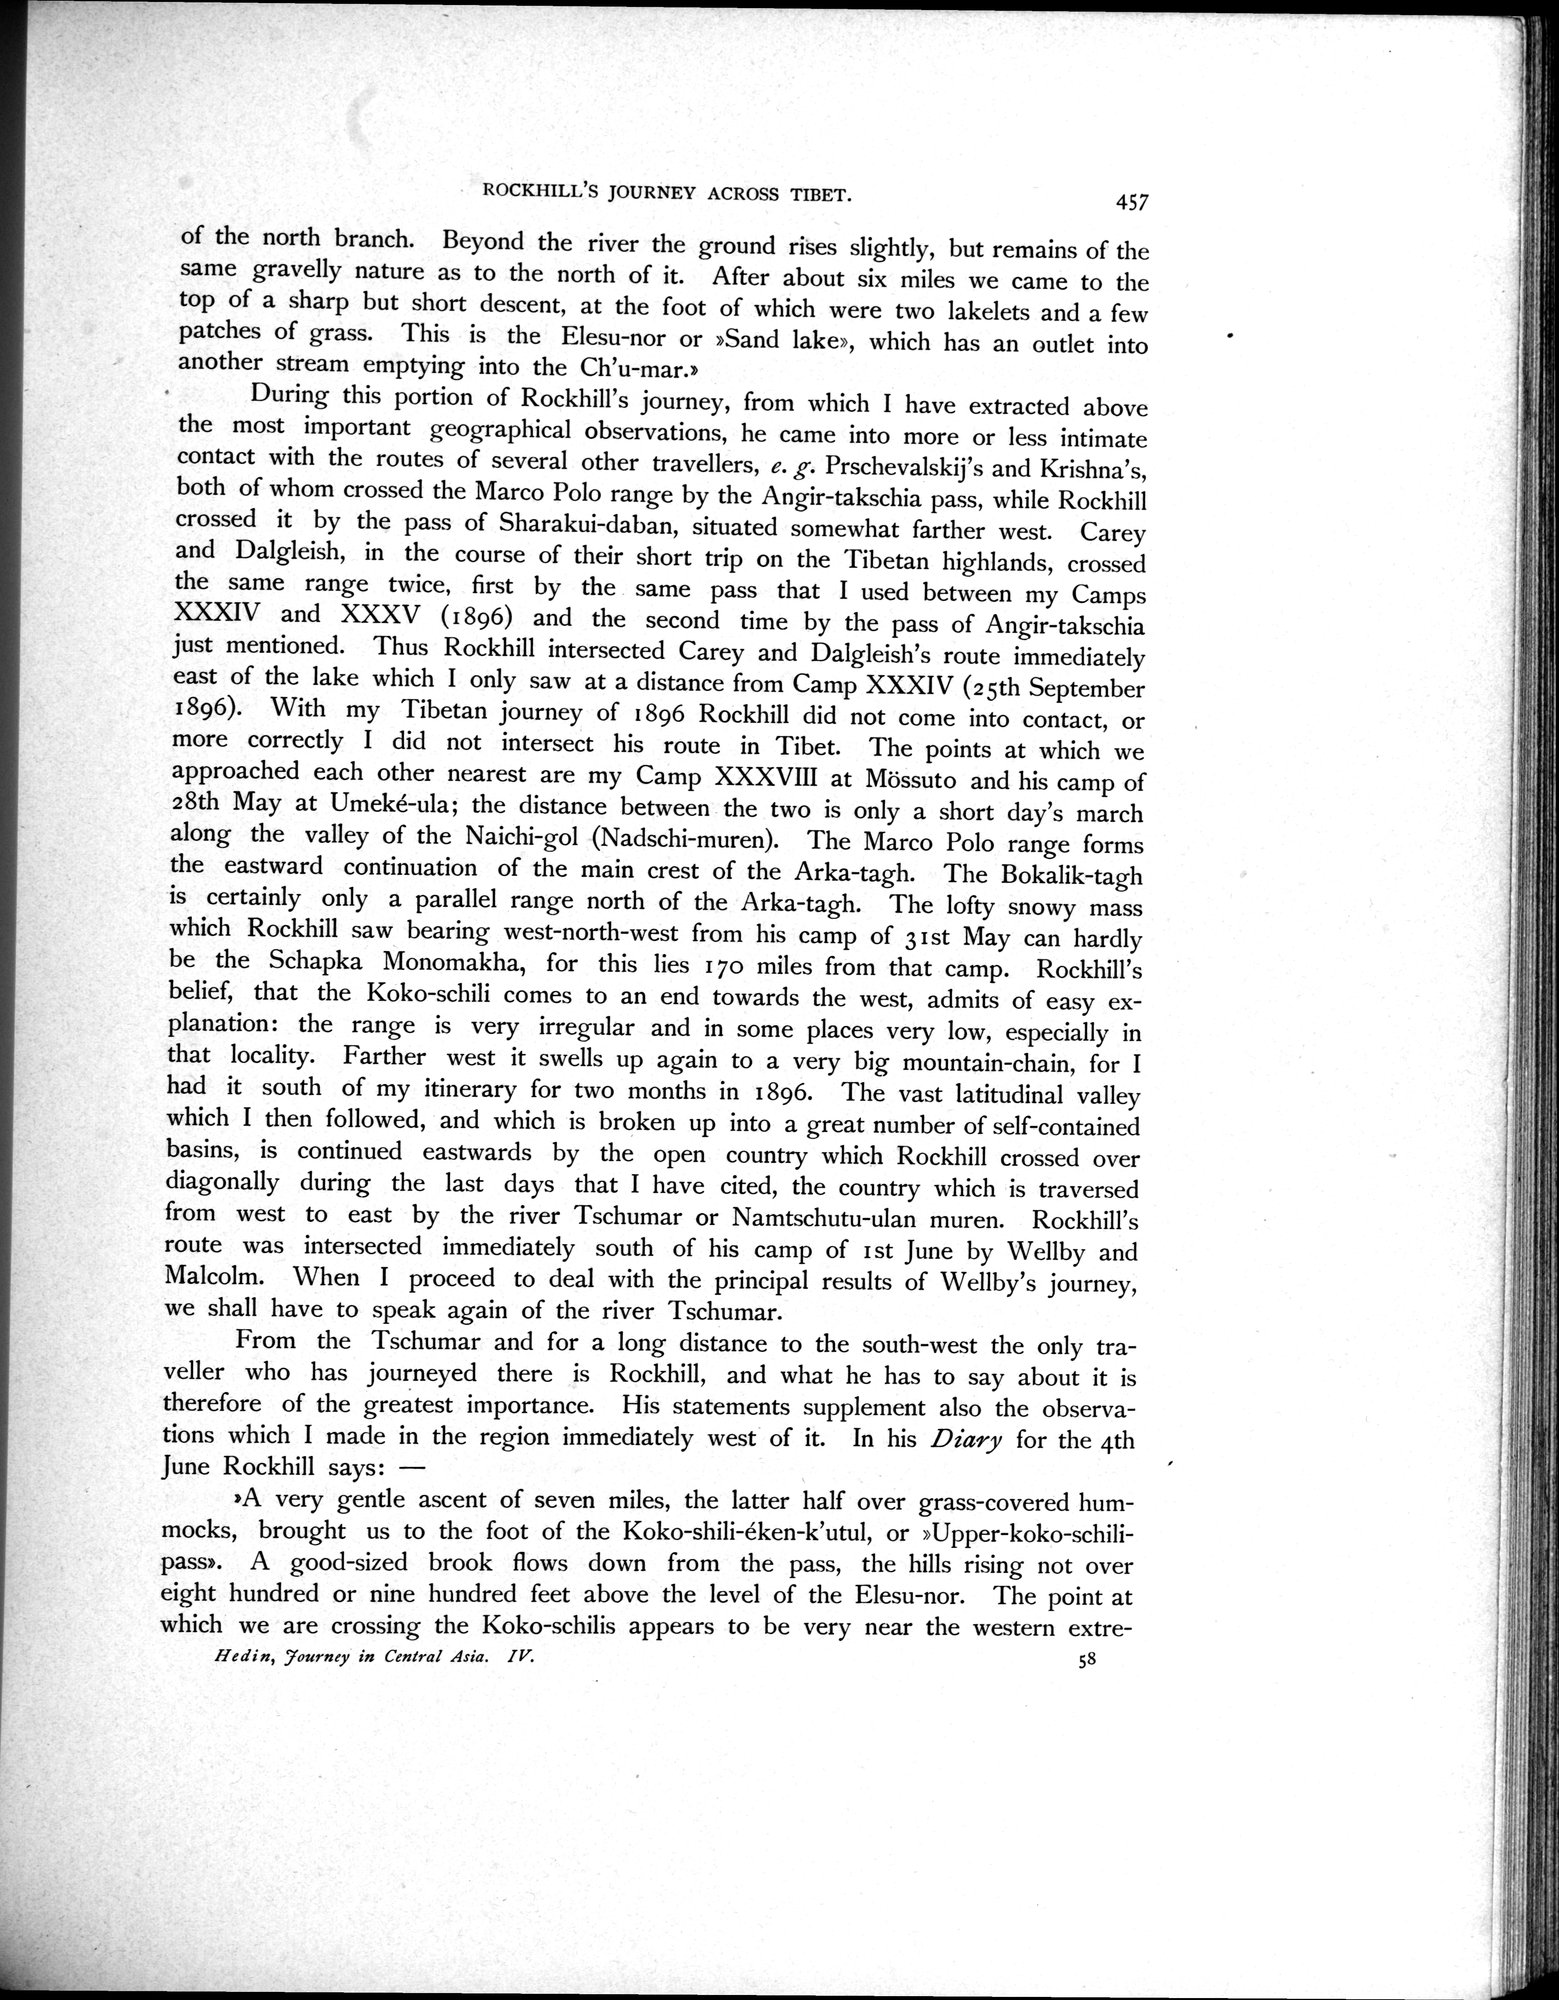 ROCKHILL'S JOURNEY ACROSS TIBET. 457
of the north branch. Beyond the river the ground rises slightly, but remains of the
same gravelly nature as to the north of it. After about six miles we came to the
top of a sharp but short descent, at the foot of which were two lakelets and a few
patches of grass. This is the Elesu-nor or »Sand lake», which has an outlet into
another stream emptying into the Ch'u-mar.»
During this portion of Rockhill's journey, from which I have extracted above
the most important geographical observations, he came into more or less intimate
contact with the routes of several other travellers, e. g. Prschevalskij's and Krishna's,
both of whom crossed the Marco Polo range by the Angir-takschia pass, while Rockhill
crossed it by the pass of Sharakui-daban, situated somewhat farther west. Carey
and Dalgleish, in the course of their short trip on the Tibetan highlands, crossed
the same range twice, first by the same pass that I used between my Camps
XXXIV and XXXV (1896) and the second time by the pass of Angir-takschia
just mentioned. Thus Rockhill intersected Carey and Dalgleish's route immediately
east of the lake which I only saw at a distance from Camp XXXIV (25th September
1896). With my Tibetan journey of 1896 Rockhill did not come into contact, or
more correctly I did not intersect his route in Tibet. The points at which we
approached each other nearest are my Camp XXXVIII at Mössuto and his camp of
28th May at Umeké-ula; the distance between the two is only a short day's march
along the valley of the Naichi-gol (Nadschi-muren). The Marco Polo range forms
the eastward continuation of the main crest of the Arka-tagh. The Bokalik-tagh
is certainly only a parallel range north of the Arka-tagh. The lofty snowy mass
which Rockhill saw bearing west-north-west from his camp of 31st May can hardly
be the Schapka Monomakha, for this lies 170 miles from that camp. Rockhill's
belief, that the Koko-schili comes to an end towards the west, admits of easy ex-
planation: the range is very irregular and in some places very low, especially in
that locality. Farther west it swells up again to a very big mountain-chain, for I
had it south of my itinerary for two months in 1896. The vast latitudinal valley
which I then followed, and which is broken up into a great number of self-contained
basins, is continued eastwards by the open country which Rockhill crossed over
diagonally during the last days that I have cited, the country which is traversed
from west to east by the river Tschumar or Namtschutu-ulan muren. Rockhill's
route was intersected immediately south of his camp of 1st June by Wellby and
Malcolm. When I proceed to deal with the principal results of Wellby's journey,
we shall have to speak again of the river Tschumar.
From the Tschumar and for a long distance to the south-west the only tra-
veller who has journeyed there is Rockhill, and what he has to say about it is
therefore of the greatest importance. His statements supplement also the observa-
tions which I made in the region immediately west of it. In his Diary for the 4th
June Rockhill says: —
»A very gentle ascent of seven miles, the latter half over grass-covered hum-
mocks, brought us to the foot of the Koko-shili-éken-k'utul, or »Upper-koko-schili-
pass». A good-sized brook flows down from the pass, the hills rising not over
eight hundred or nine hundred feet above the level of the Elesu-nor. The point at
which we are crossing the Koko-schilis appears to be very near the western extre-
Hedin, Journey in Central Asia. IV. 58